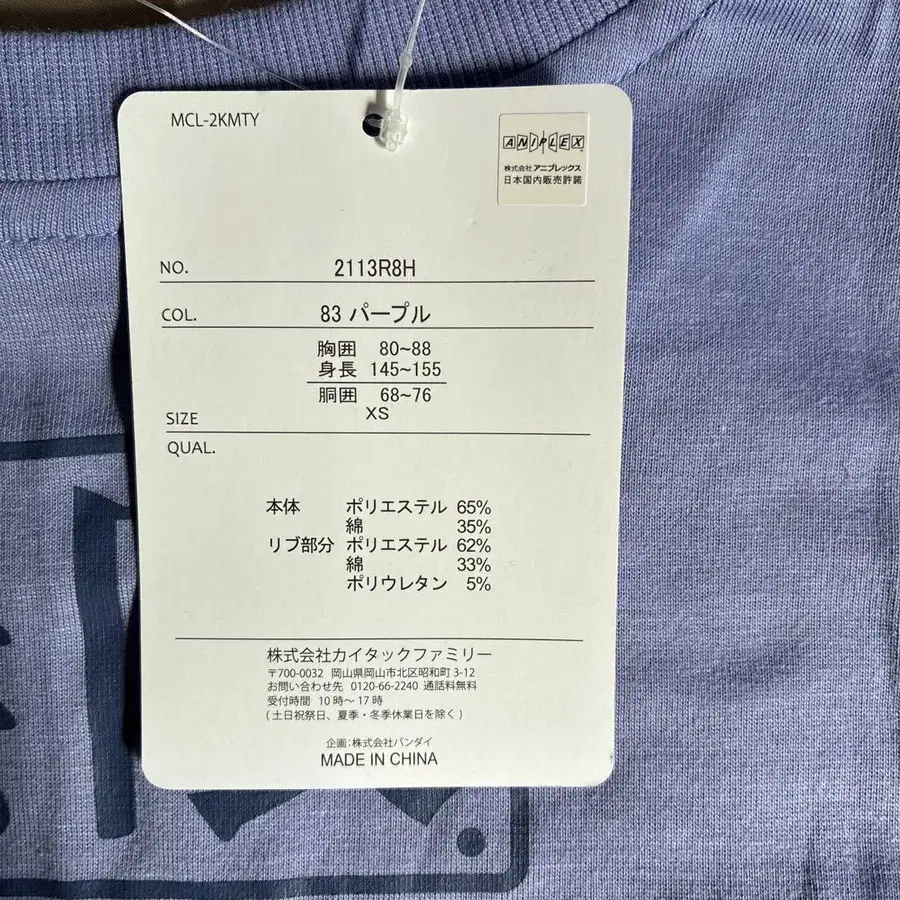 MCL-2KMTY
ANIPLEX
株式会社 アニプレックス
日本国内販売許諾
NO. 2113R8H
COL. 83 パープル
胸囲 80~88
身長 145~155
胴囲 68~76
SIZE XS
QUAL.
本体 ポリエステル 65%
綿 35%
リブ部分 ポリエステル 62%
綿 33%
ポリウレタン 5%
株式会社カイタックファミリー
〒700-0032 岡山県岡山市北区昭和町 3-12
お問い合わせ先 0120-66-2240 通話料無料
受付時間 10時～17時
(土日祝祭日、夏季・冬季休業日を除く)
企画:株式会社バンダイ
MADE IN CHINA